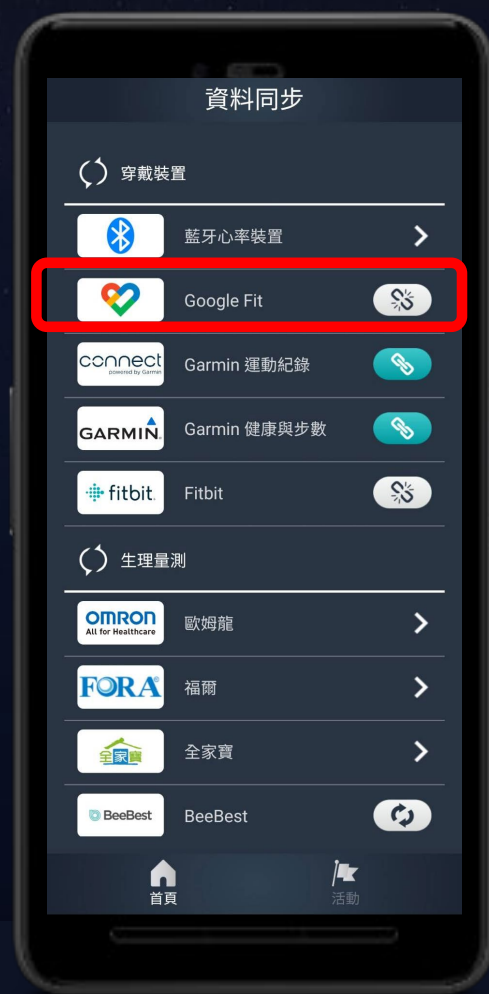 資料同步
穿戴裝置
藍牙心率裝置
Google Fit
connect
powered by Garmin
Garmin 運動紀錄
GARMIN
Garmin 健康與步數
fitbit
Fitbit
生理量測
OMRON
All for Healthcare
歐姆龍
FORA
福爾
全家寶
全家寶
BeeBest
BeeBest
首頁
活動